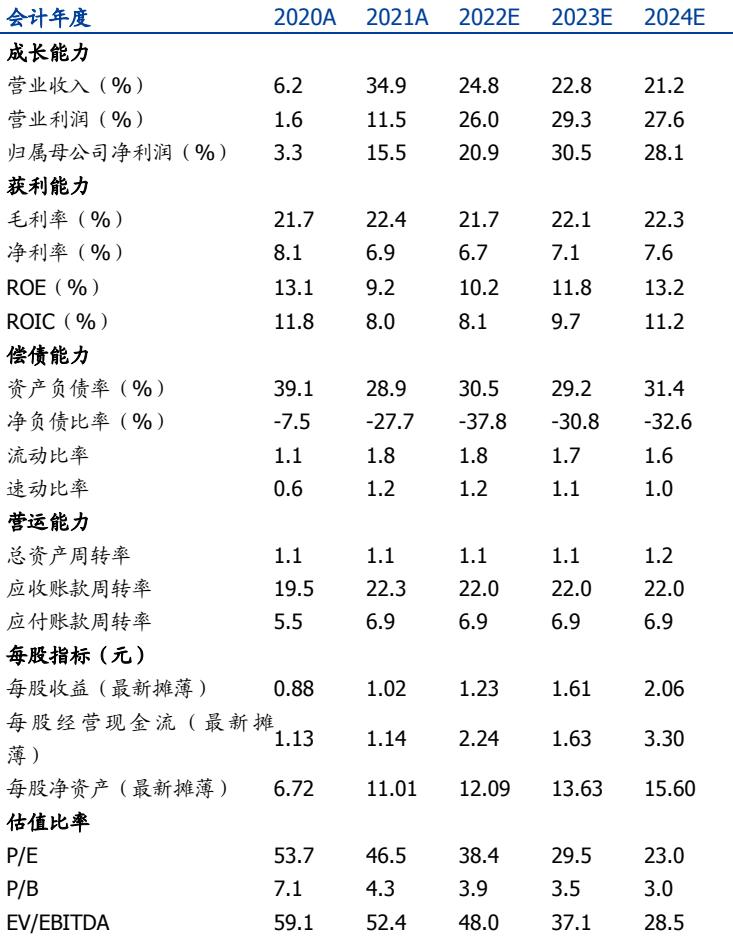 会计年度 2020A 2021A 2022E 2023E 2024E
成长能力
营业收入（%） 6.2 34.9 24.8 22.8 21.2
营业利润（%） 1.6 11.5 26.0 29.3 27.6
归属母公司净利润（%） 3.3 15.5 20.9 30.5 28.1
获利能力
毛利率（%） 21.7 22.4 21.7 22.1 22.3
净利率（%） 8.1 6.9 6.7 7.1 7.6
ROE（%） 13.1 9.2 10.2 11.8 13.2
ROIC（%） 11.8 8.0 8.1 9.7 11.2
偿债能力
资产负债率（%） 39.1 28.9 30.5 29.2 31.4
净负债比率（%） -7.5 -27.7 -37.8 -30.8 -32.6
流动比率 1.1 1.8 1.8 1.7 1.6
速动比率 0.6 1.2 1.2 1.1 1.0
营运能力
总资产周转率 1.1 1.1 1.1 1.1 1.2
应收账款周转率 19.5 22.3 22.0 22.0 22.0
应付账款周转率 5.5 6.9 6.9 6.9 6.9
每股指标（元）
每股收益（最新摊薄） 0.88 1.02 1.23 1.61 2.06
每股经营现金流（最新摊
薄） 1.13 1.14 2.24 1.63 3.30
每股净资产（最新摊薄） 6.72 11.01 12.09 13.63 15.60
估值比率
P/E 53.7 46.5 38.4 29.5 23.0
P/B 7.1 4.3 3.9 3.5 3.0
EV/EBITDA 59.1 52.4 48.0 37.1 28.5